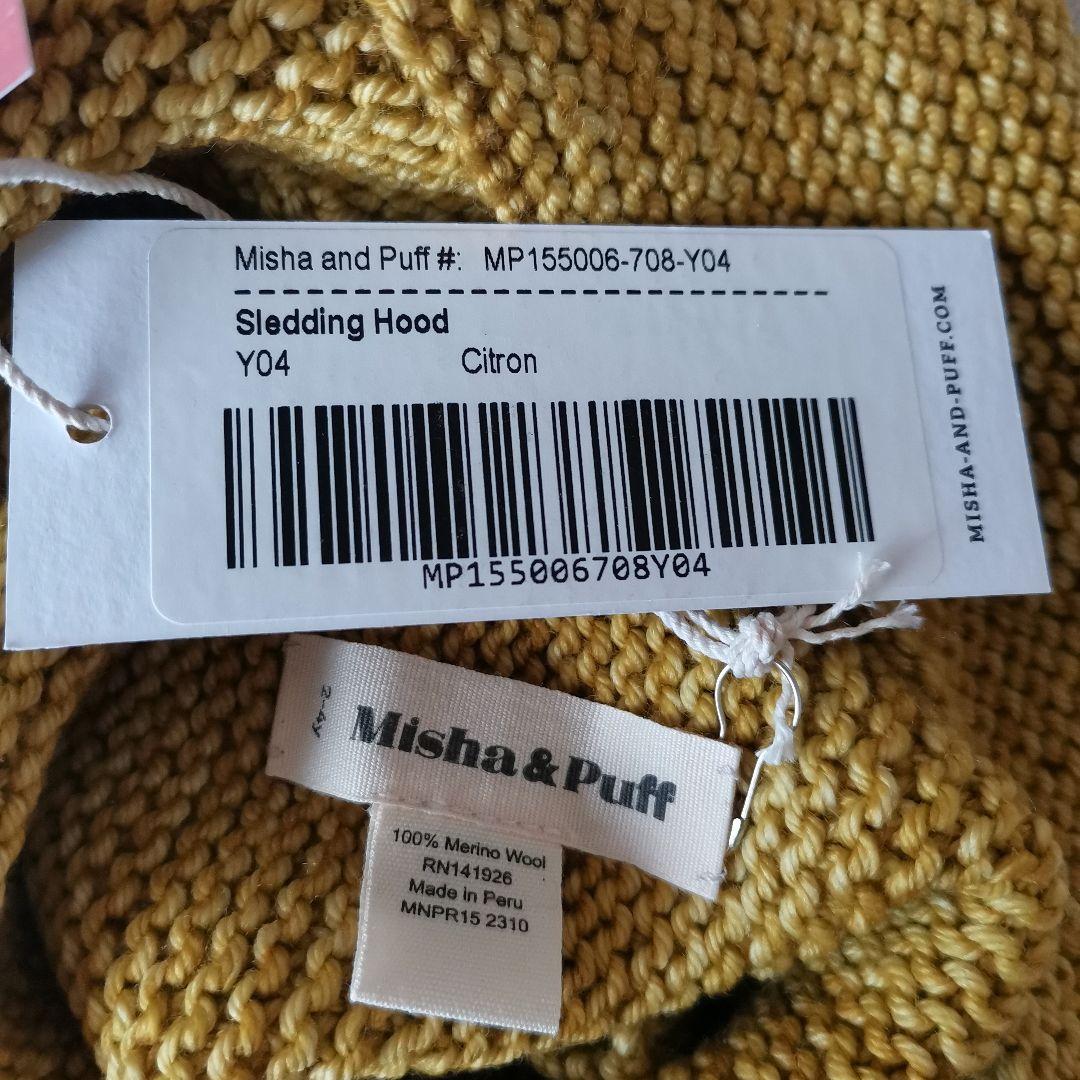 Misha and Puff #: MP155006-708-Y04
Sledding Hood
Y04 Citron
MP155006708Y04
MISHA-AND-PUFF.COM
2-4y
Misha & Puff
100% Merino Wool
RN141926
Made in Peru
MNPR15 2310